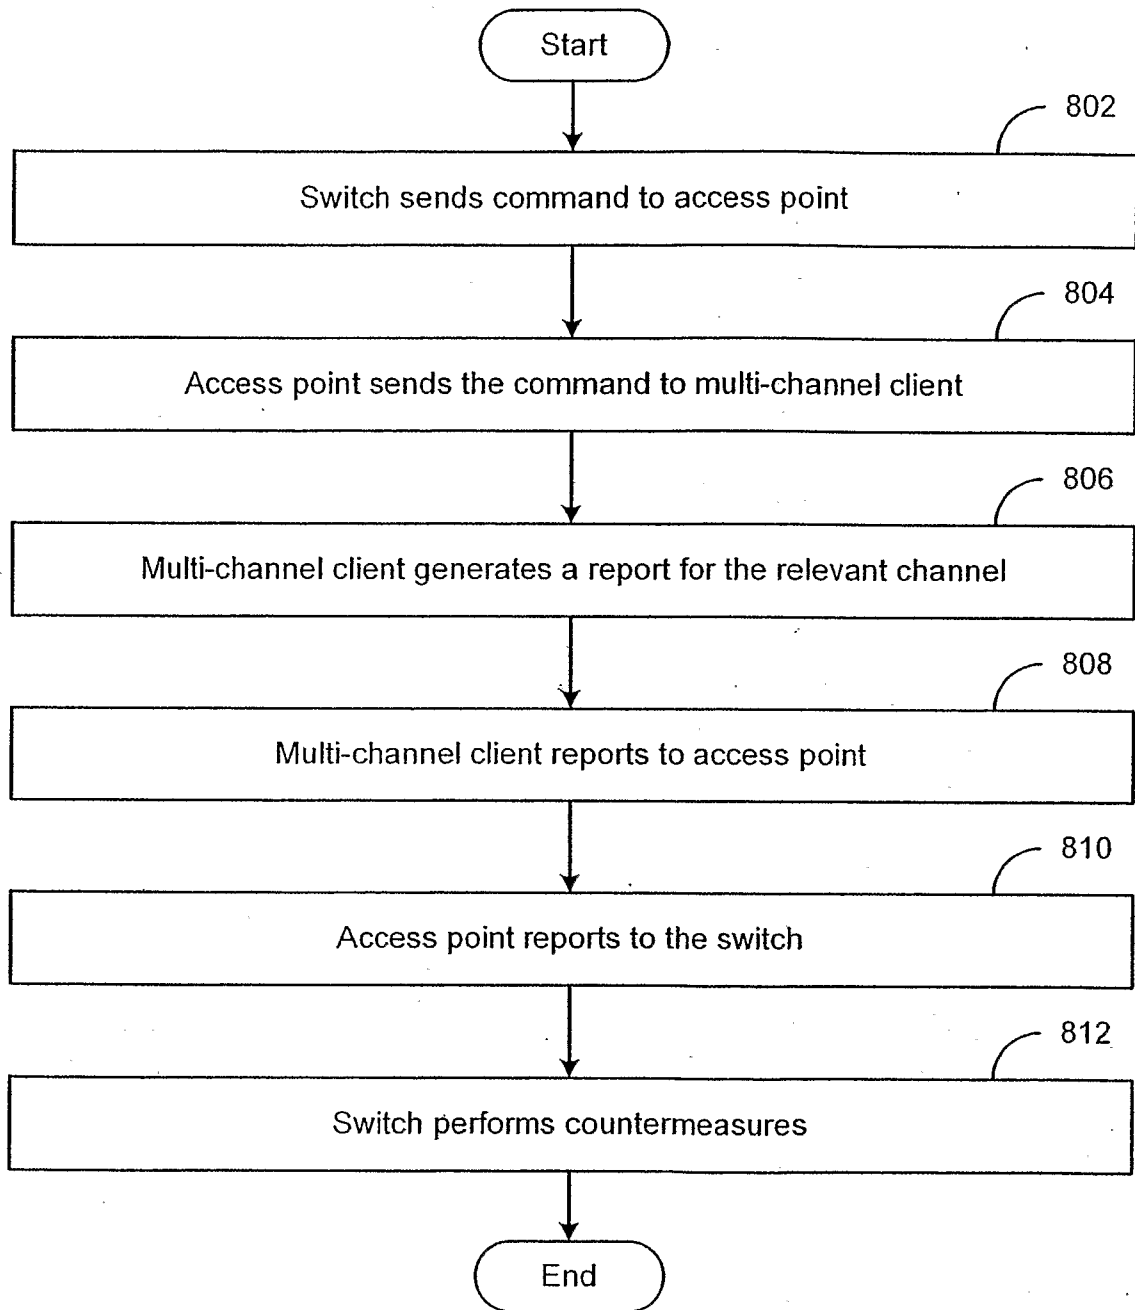 Start
802
Switch sends command to access point
804
Access point sends the command to multi-channel client
806
Multi-channel client generates a report for the relevant channel
808
Multi-channel client reports to access point
810
Access point reports to the switch
812
Switch performs countermeasures
End